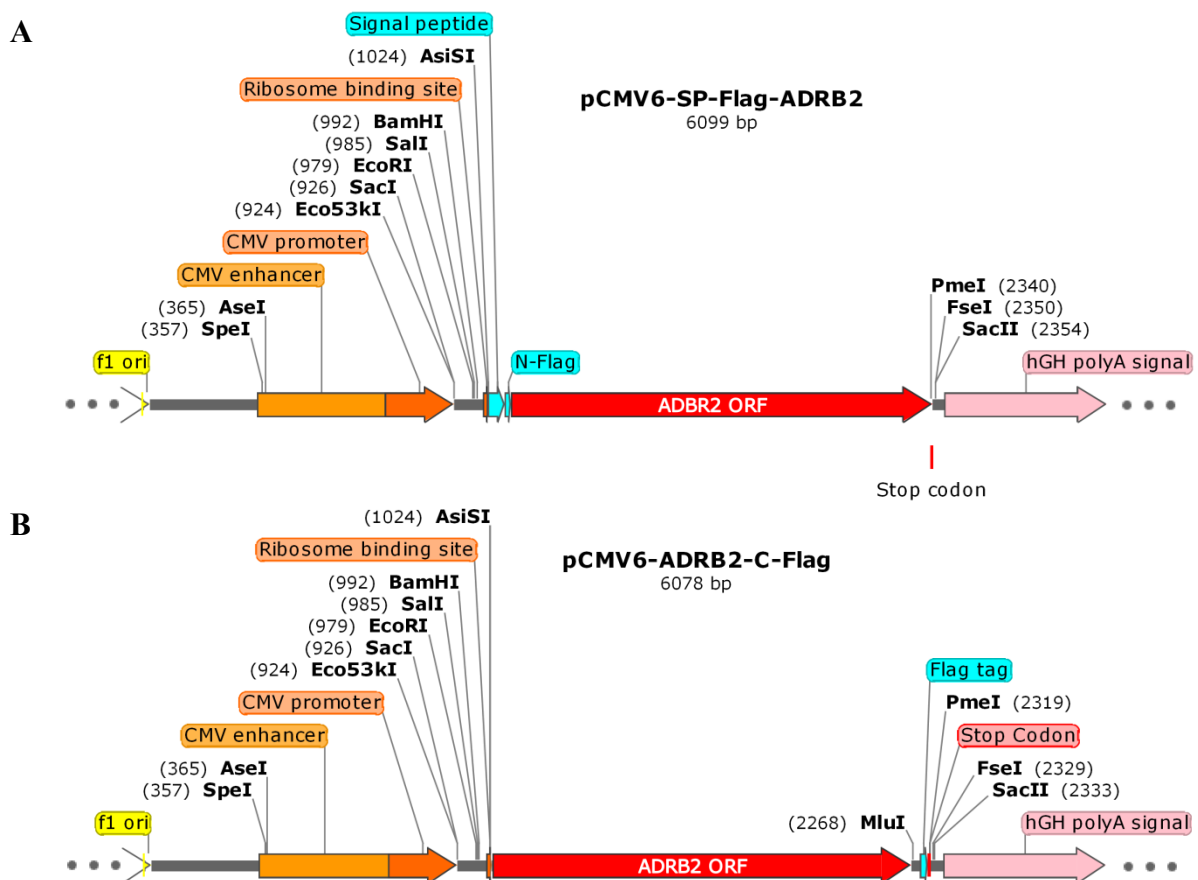 A
Signal peptide
(1024) AsiSI
Ribosome binding site
pCMV6-SP-Flag-ADRB2
6099 bp
(992) BamHI
(985) SalI
(979) EcoRI
(926) SacI
(924) Eco53kI
CMV promoter
CMV enhancer
(365) AseI
(357) SpeI
PmeI (2340)
FseI (2350)
SacII (2354)
f1 ori
N-Flag
hGH polyA signal
ADBR2 ORF
Stop codon
B
(1024) AsiSI
Ribosome binding site
pCMV6-ADRB2-C-Flag
6078 bp
(992) BamHI
(985) SalI
(979) EcoRI
(926) SacI
(924) Eco53kI
Flag tag
CMV promoter
PmeI (2319)
CMV enhancer
Stop Codon
(365) AseI
FseI (2329)
(357) SpeI
SacII (2333)
f1 ori
(2268) MluI
hGH polyA signal
ADRB2 ORF